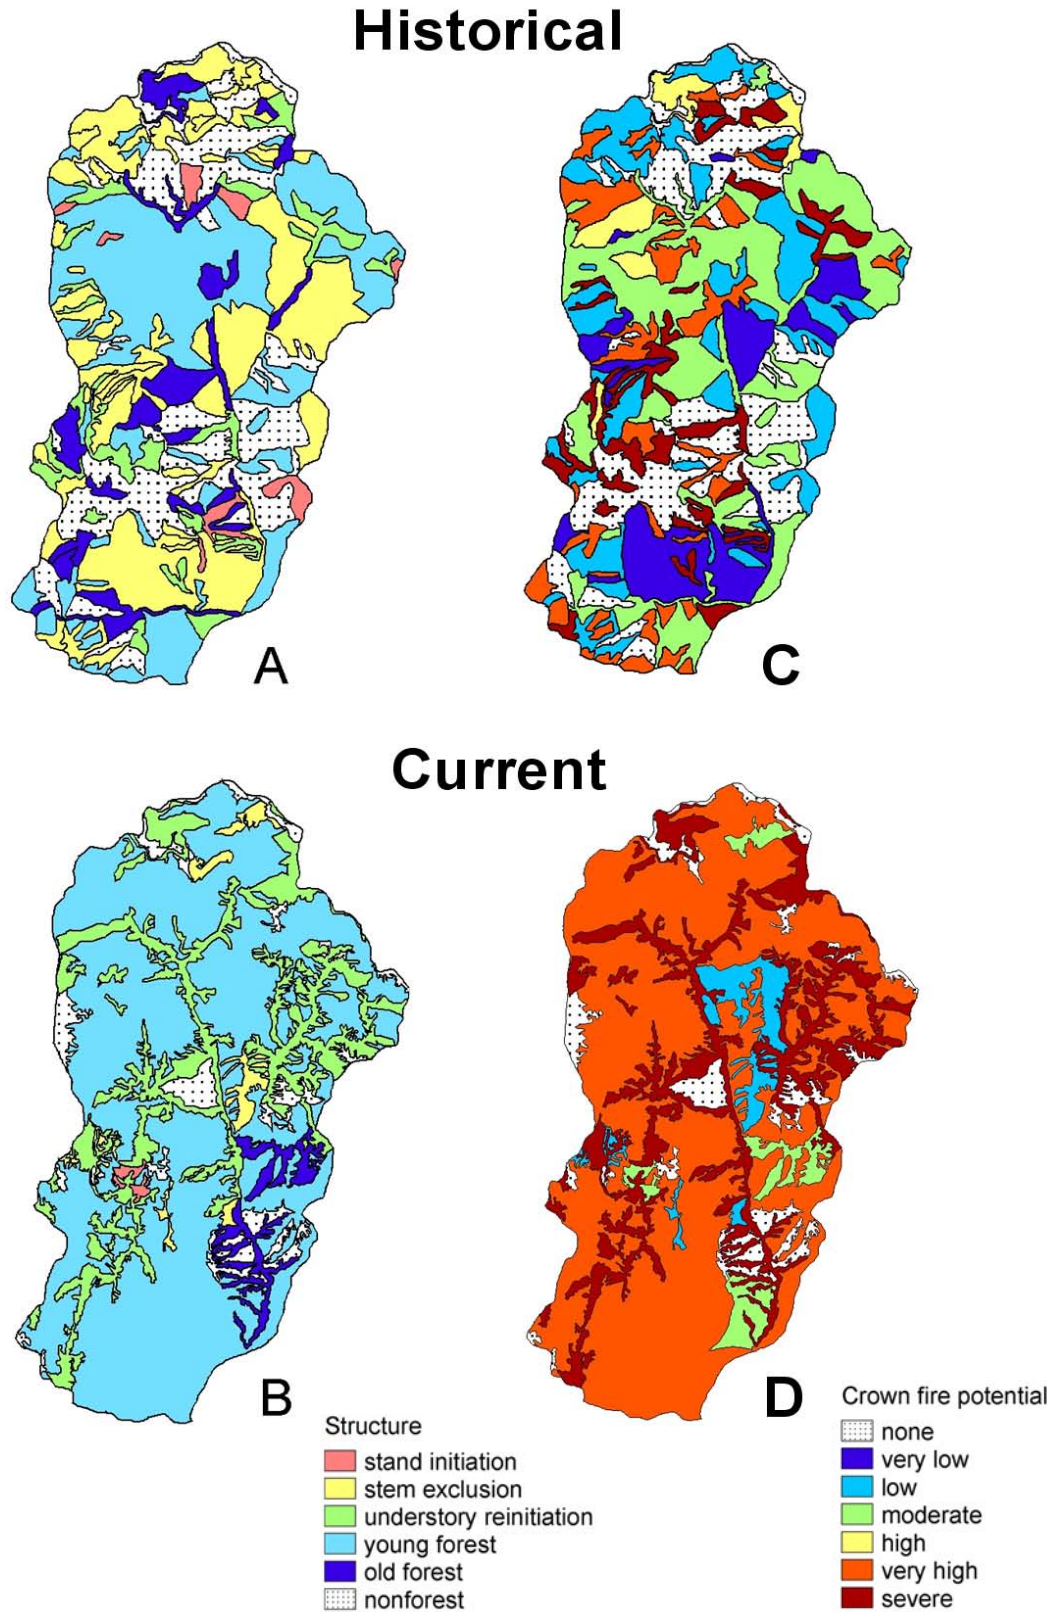 Historical
A
C
Current
B
D
Structure
stand initiation
stem exclusion
understory reinitiation
young forest
old forest
nonforest
Crown fire potential
none
very low
low
moderate
high
very high
severe